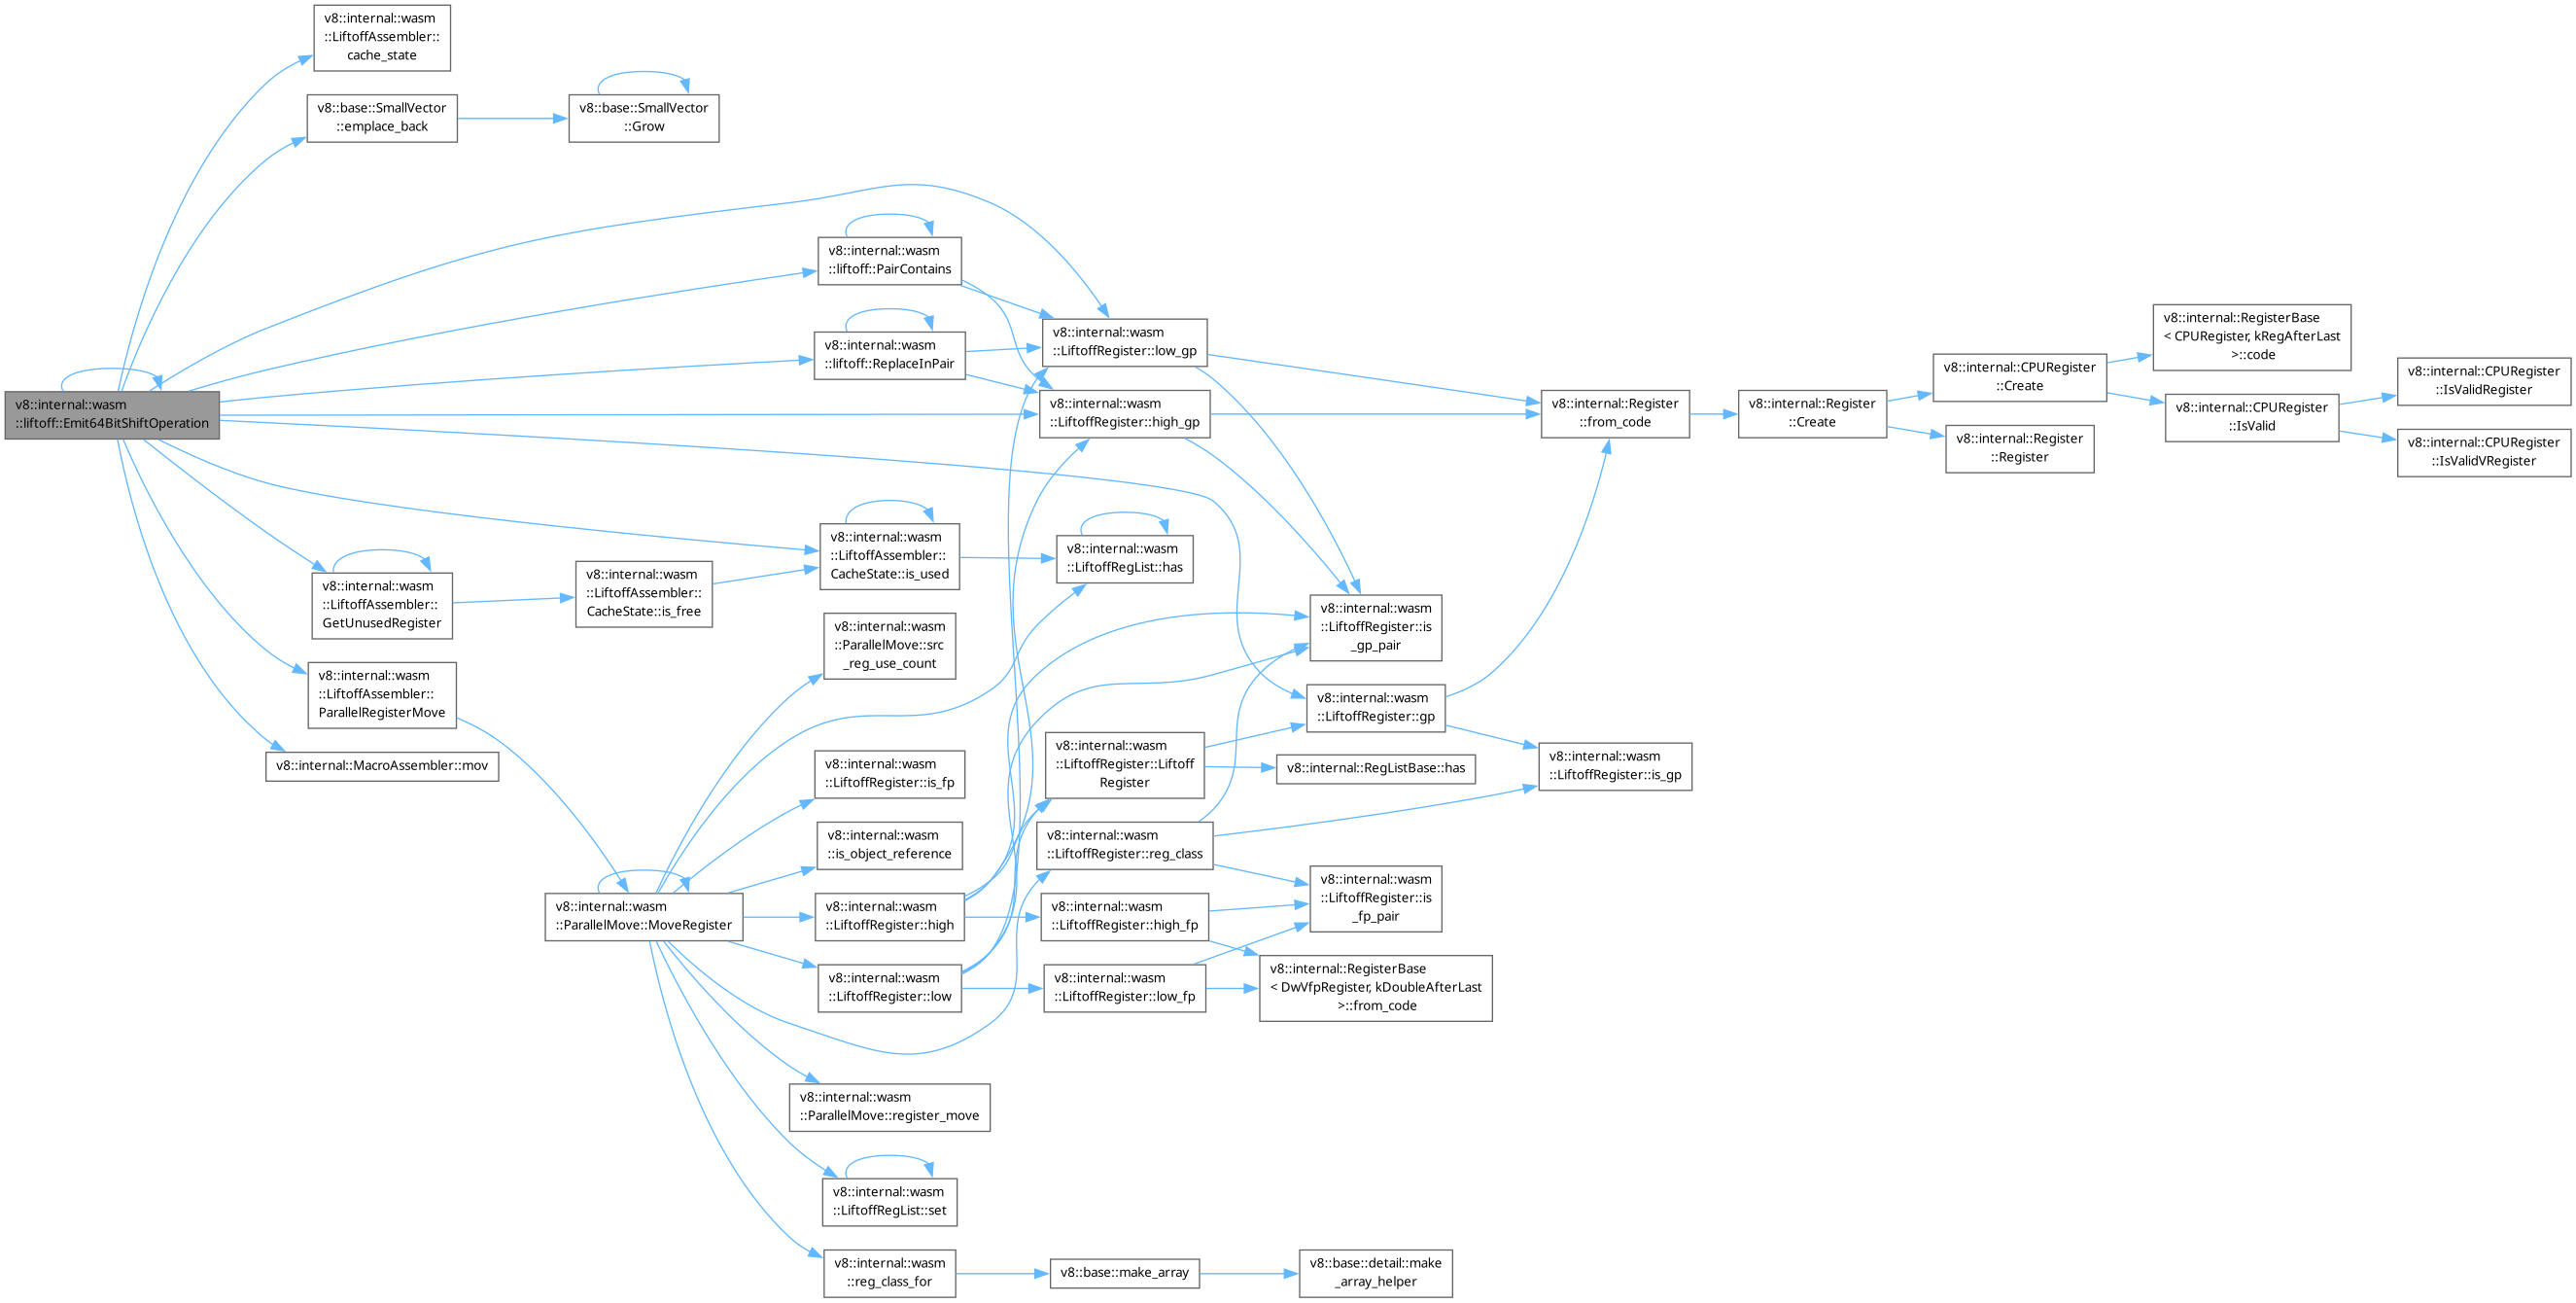 v8::internal::wasm
::liftoff::Emit64BitShiftOperation
v8::internal::wasm
::LiftoffAssembler::
cache_state
v8::base::SmallVector
::emplace_back
v8::base::SmallVector
::Grow
v8::internal::wasm
::liftoff::PairContains
v8::internal::wasm
::liftoff::ReplaceInPair
v8::internal::wasm
::LiftoffRegister::low_gp
v8::internal::wasm
::LiftoffRegister::high_gp
v8::internal::Register
::from_code
v8::internal::Register
::Create
v8::internal::CPURegister
::Create
v8::internal::Register
::Register
v8::internal::RegisterBase
< CPURegister, kRegAfterLast
>::code
v8::internal::CPURegister
::IsValid
v8::internal::CPURegister
::IsValidRegister
v8::internal::CPURegister
::IsValidVRegister
v8::internal::wasm
::LiftoffAssembler::
GetUnusedRegister
v8::internal::wasm
::LiftoffAssembler::
CacheState::is_free
v8::internal::wasm
::LiftoffAssembler::
CacheState::is_used
v8::internal::wasm
::LiftoffRegList::has
v8::internal::wasm
::LiftoffRegister::is
_gp_pair
v8::internal::wasm
::LiftoffAssembler::
ParallelRegisterMove
v8::internal::MacroAssembler::mov
v8::internal::wasm
::ParallelMove::src
_reg_use_count
v8::internal::wasm
::LiftoffRegister::is_fp
v8::internal::wasm
::is_object_reference
v8::internal::wasm
::ParallelMove::MoveRegister
v8::internal::wasm
::LiftoffRegister::high
v8::internal::wasm
::LiftoffRegister::low
v8::internal::wasm
::LiftoffRegister::Liftoff
Register
v8::internal::wasm
::LiftoffRegister::reg_class
v8::internal::wasm
::LiftoffRegister::high_fp
v8::internal::wasm
::LiftoffRegister::low_fp
v8::internal::wasm
::LiftoffRegister::gp
v8::internal::RegListBase::has
v8::internal::wasm
::LiftoffRegister::is_gp
v8::internal::wasm
::LiftoffRegister::is
_fp_pair
v8::internal::RegisterBase
< DwVfpRegister, kDoubleAfterLast
>::from_code
v8::internal::wasm
::ParallelMove::register_move
v8::internal::wasm
::LiftoffRegList::set
v8::internal::wasm
::reg_class_for
v8::base::make_array
v8::base::detail::make
_array_helper